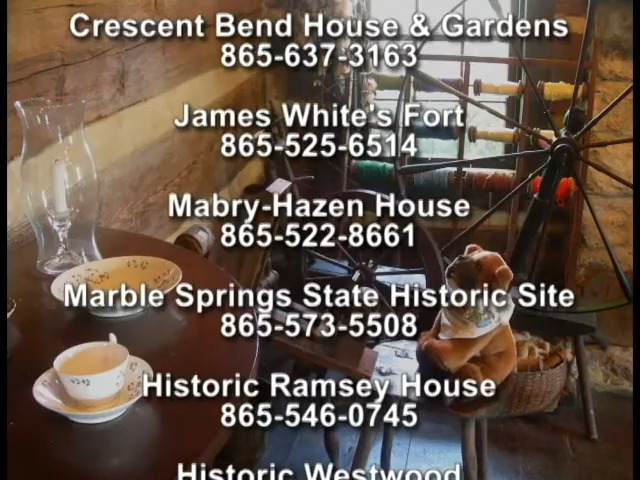 Crescent Bend House & Gardens
865-637-3163
James White's Fort
865-525-6514
Mabry-Hazen House
865-522-8661
Marble Springs State Historic Site
865-573-5508
Historic Ramsey House
865-546-0745
Historic Westwood